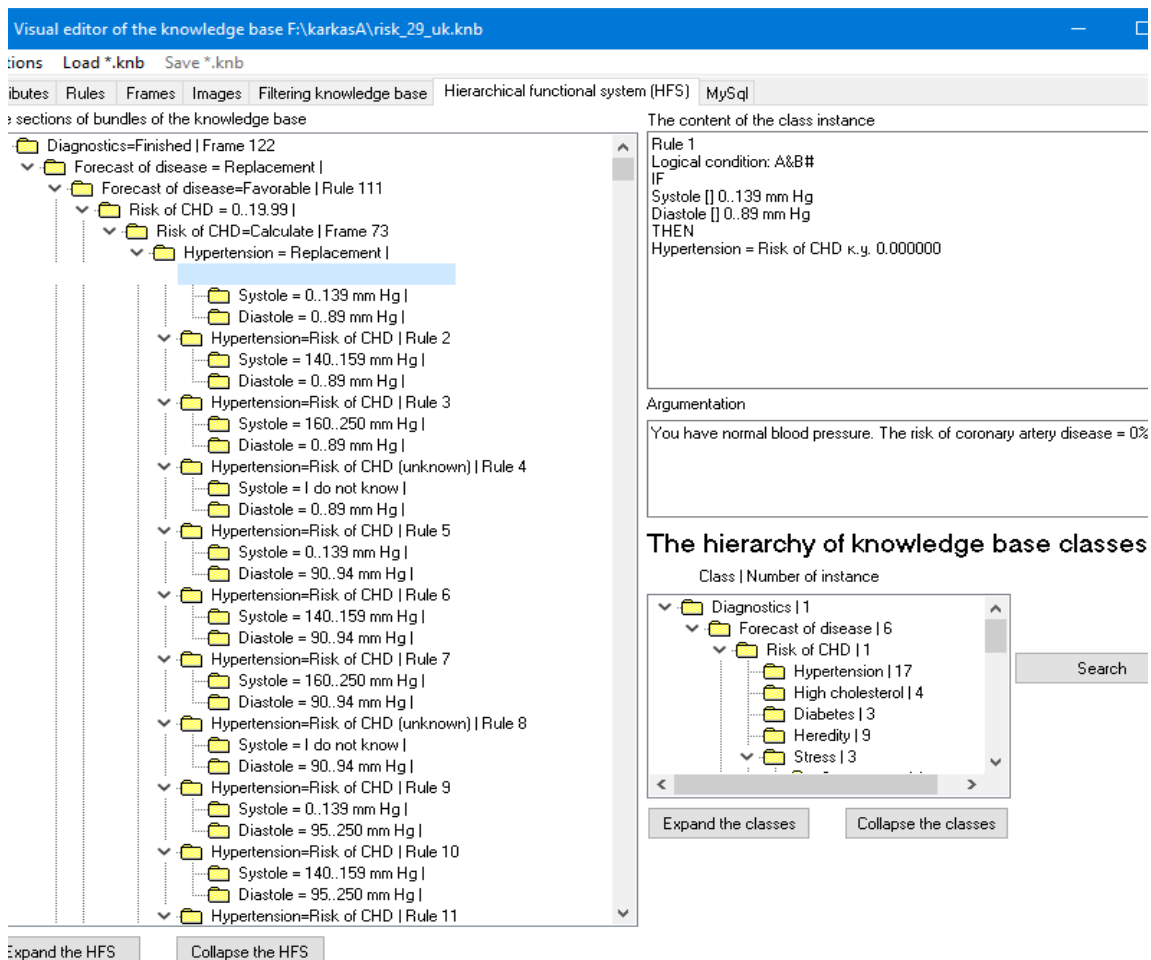 Visual editor of the knowledge base F:\karkasA\risk_29_uk.knb
tions Load *.knb Save *.knb
ibutes Rules Frames Images Filtering knowledge base Hierarchical functional system (HFS) MySql
e sections of bundles of the knowledge base
Diagnostics=Finished | Frame 122
Forecast of disease = Replacement |
Forecast of disease=Favorable | Rule 111
Risk of CHD = 0..19.99 |
Risk of CHD=Calculate | Frame 73
Hypertension = Replacement |
Systole = 0..139 mm Hg |
Diastole = 0..89 mm Hg |
Hypertension=Risk of CHD | Rule 2
Systole = 140..159 mm Hg |
Diastole = 0..89 mm Hg |
Hypertension=Risk of CHD | Rule 3
Systole = 160..250 mm Hg |
Diastole = 0..89 mm Hg |
Hypertension=Risk of CHD (unknown) | Rule 4
Systole = I do not know |
Diastole = 0..89 mm Hg |
Hypertension=Risk of CHD | Rule 5
Systole = 0..139 mm Hg |
Diastole = 90..94 mm Hg |
Hypertension=Risk of CHD | Rule 6
Systole = 140..159 mm Hg |
Diastole = 90..94 mm Hg |
Hypertension=Risk of CHD | Rule 7
Systole = 160..250 mm Hg |
Diastole = 90..94 mm Hg |
Hypertension=Risk of CHD (unknown) | Rule 8
Systole = I do not know |
Diastole = 90..94 mm Hg |
Hypertension=Risk of CHD | Rule 9
Systole = 0..139 mm Hg |
Diastole = 95..250 mm Hg |
Hypertension=Risk of CHD | Rule 10
Systole = 140..159 mm Hg |
Diastole = 95..250 mm Hg |
Hypertension=Risk of CHD | Rule 11
Expand the HFS Collapse the HFS
The content of the class instance
Rule 1
Logical condition: A&B#
IF
Systole [] 0..139 mm Hg
Diastole [] 0..89 mm Hg
THEN
Hypertension = Risk of CHD к.у. 0.000000
Argumentation
You have normal blood pressure. The risk of coronary artery disease = 0%
The hierarchy of knowledge base classes
Class | Number of instance
Diagnostics | 1
Forecast of disease | 6
Risk of CHD | 1
Hypertension | 17
High cholesterol | 4
Diabetes | 3
Heredity | 9
Stress | 3
Search
Expand the classes Collapse the classes